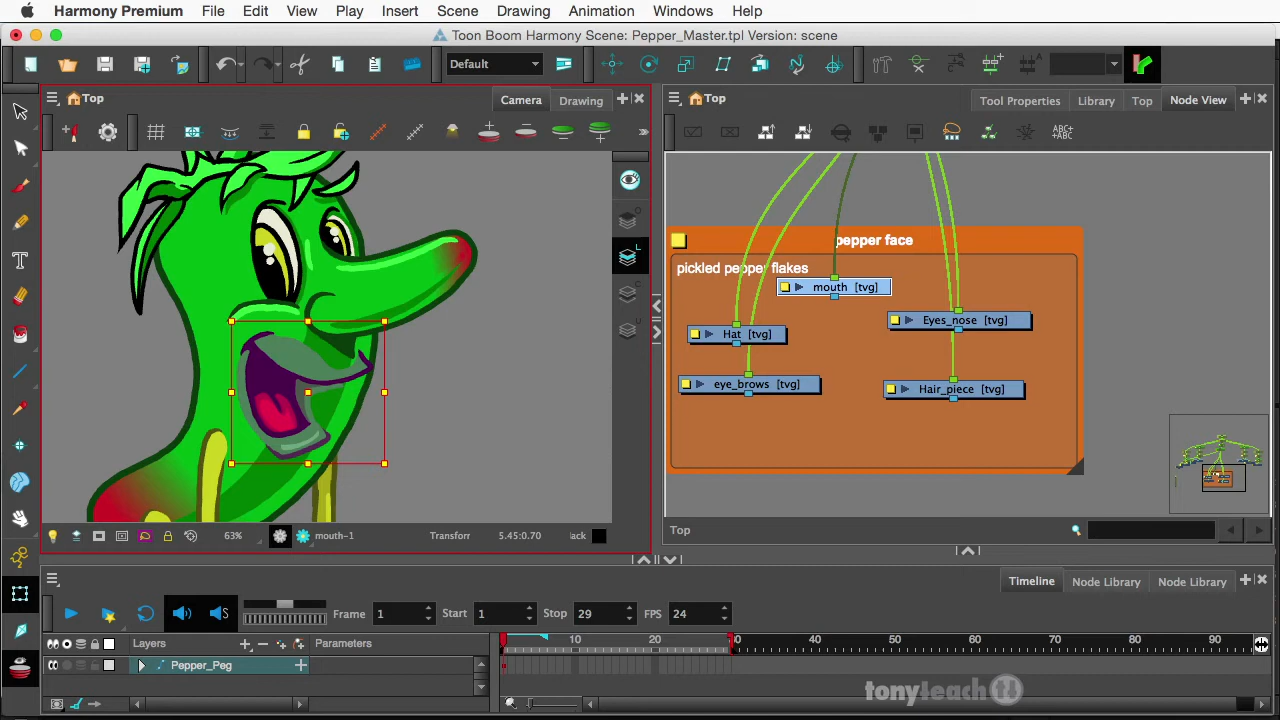 Harmony Premium File Edit View Play Insert Scene Drawing Animation Windows Help
Toon Boom Harmony Scene: Pepper_Master.tpl Version: scene
Default
Top
Camera
Drawing
Top
Tool Properties
Library
Top
Node View
ABC+
+ABC
pepper face
pickled pepper flakes
mouth [tvg]
Eyes_nose [tvg]
Hat [tvg]
eye_brows [tvg]
Hair_piece [tvg]
63%
mouth-1
Transforr
5.45:0.70
lack
Top
Timeline
Node Library
Node Library
Frame 1 Start 1 Stop 29 FPS 24
Layers
Parameters
10 20 30 40 50 60 70 80 90
Pepper_Peg
tonyteach